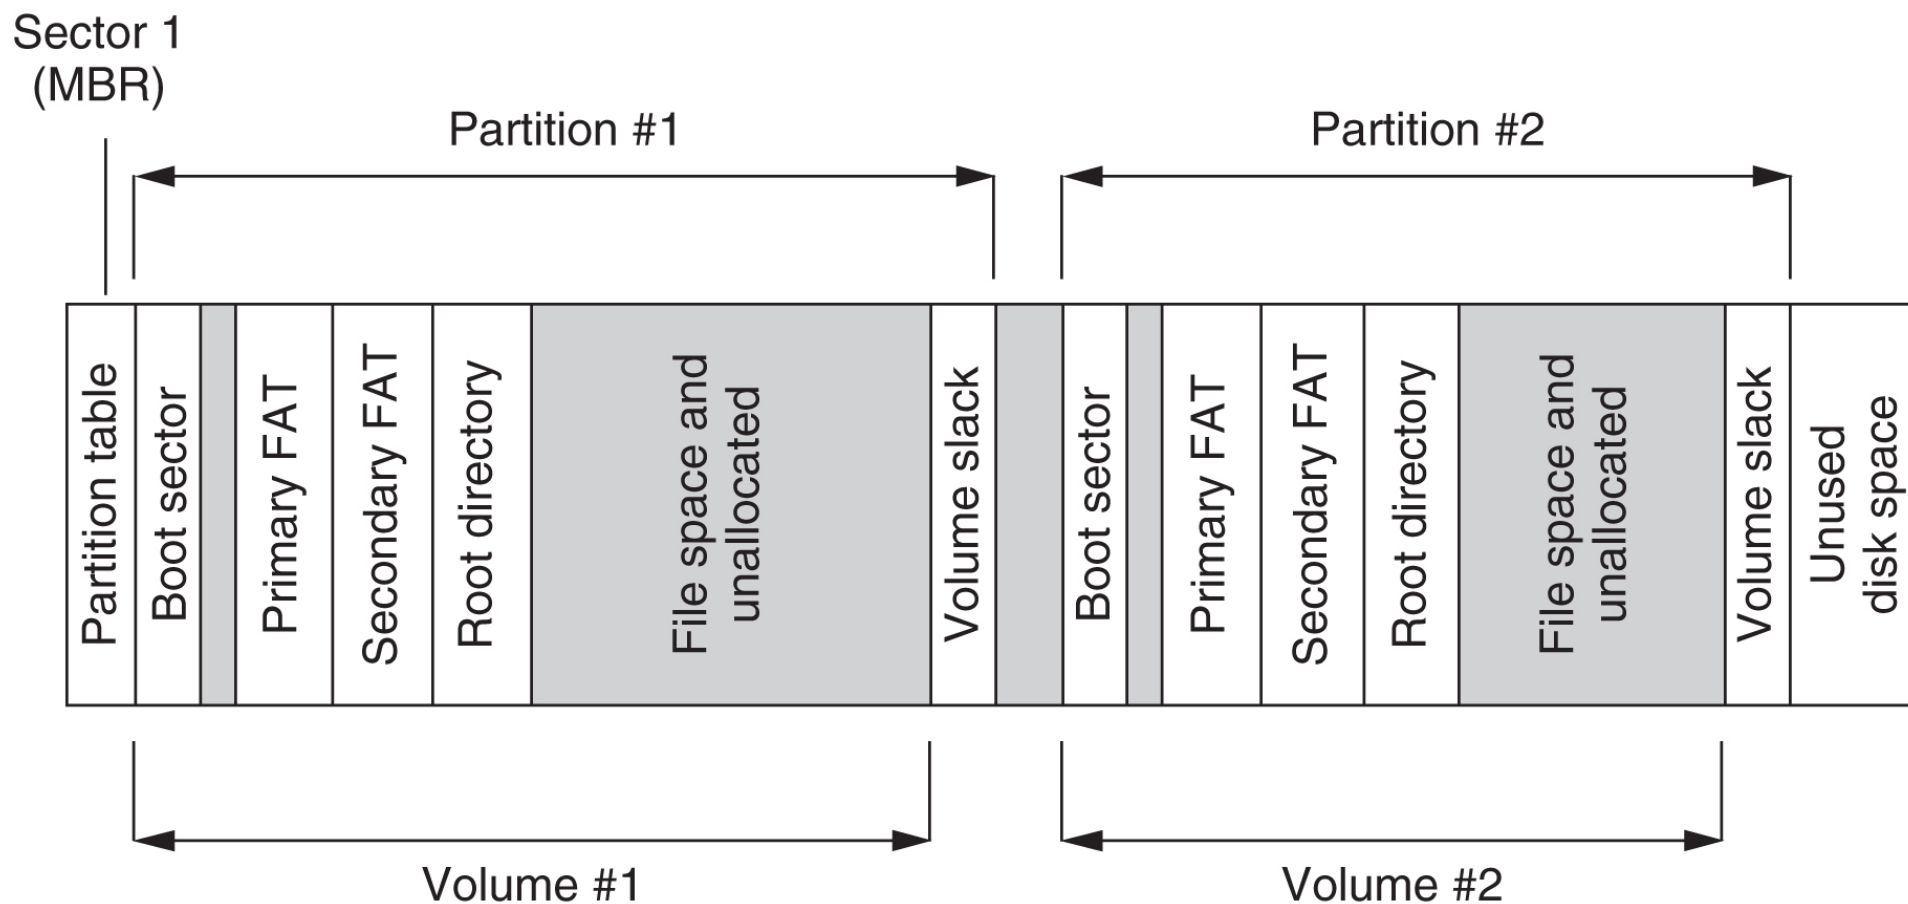 Sector 1
(MBR)
Partition #1
Partition #2
Partition table
Boot sector
Primary FAT
Secondary FAT
Root directory
File space and
unallocated
Volume slack
Boot sector
Primary FAT
Secondary FAT
Root directory
File space and
unallocated
Volume slack
Unused
disk space
Volume #1
Volume #2